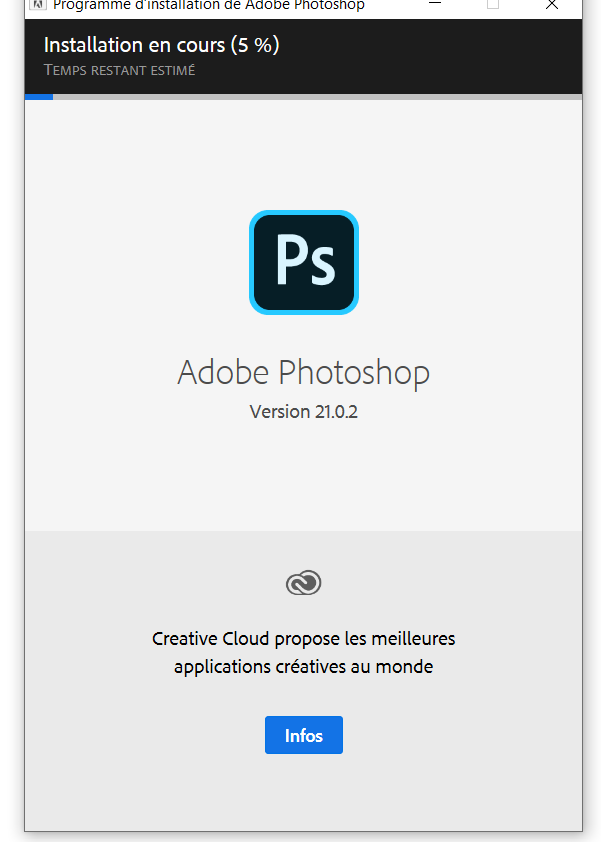 Programme d'installation de Adobe Photoshop
Installation en cours (5 %)
TEMPS RESTANT ESTIMÉ
Ps
Adobe Photoshop
Version 21.0.2
Creative Cloud propose les meilleures
applications créatives au monde
Infos